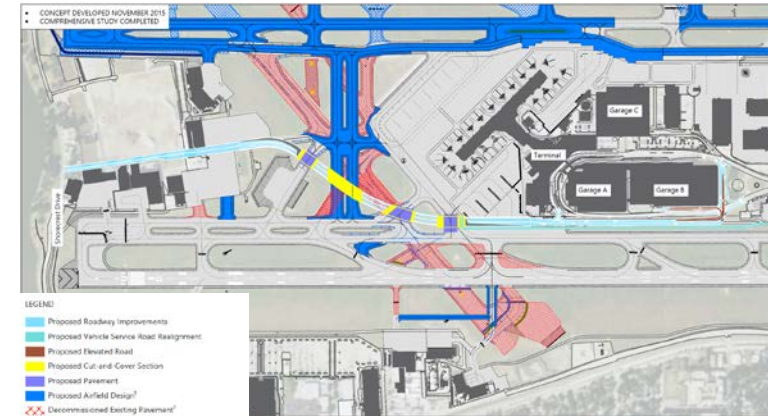 • CONCEPT DEVELOPED NOVEMBER 2015
• COMPREHENSIVE STUDY COMPLETED
Garage C
Terminal
Garage A
Garage B
Shorecrest Drive
LEGEND
Proposed Roadway Improvements
Proposed Vehicle Service Road Realignment
Proposed Elevated Road
Proposed Cut-and-Cover Section
Proposed Pavement
Proposed Airfield Design
Decommissioned Existing Pavement